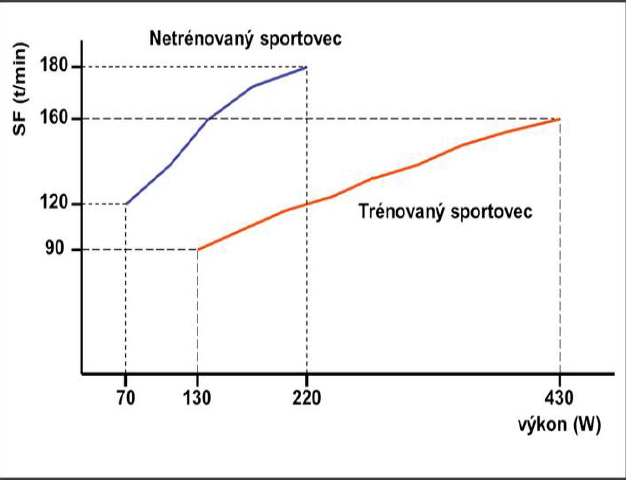 Netrénovaný sportovec
SF (t/min)
180
160
120
90
Trénovaný sportovec
70 130 220 430
výkon (W)